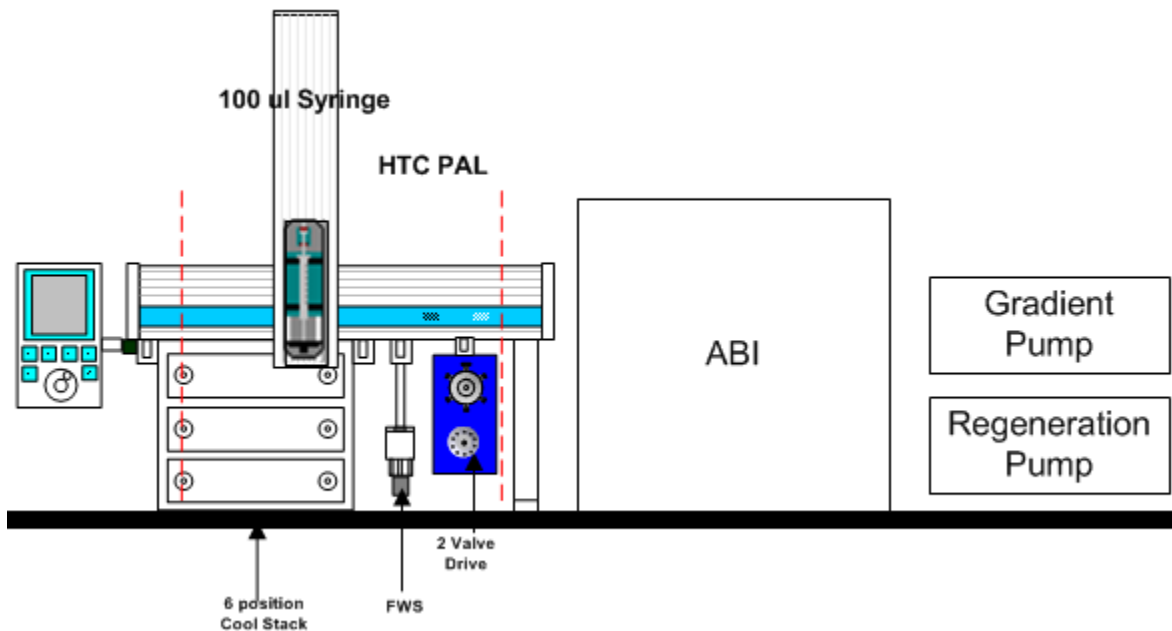 100 ul Syringe
HTC PAL
ABI
Gradient
Pump
Regeneration
Pump
2 Valve
Drive
6 position
Cool Stack
FWS